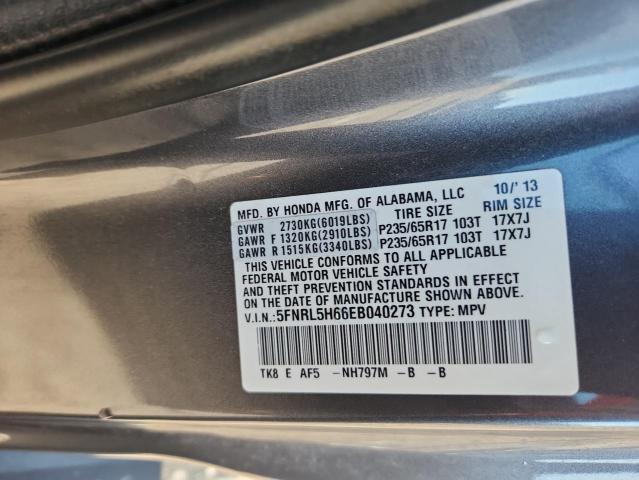 MFD. BY HONDA MFG. OF ALABAMA, LLC 10/'13
GVWR 2730KG(6019LBS) TIRE SIZE RIM SIZE
GAWR F 1320KG(2910LBS) P235/65R17 103T 17X7J
GAWR R 1515KG(3340LBS) P235/65R17 103T 17X7J
THIS VEHICLE CONFORMS TO ALL APPLICABLE
FEDERAL MOTOR VEHICLE SAFETY
AND THEFT PREVENTION STANDARDS IN EFFECT
ON THE DATE OF MANUFACTURE SHOWN ABOVE.
V.I.N.: 5FNRL5H66EB040273 TYPE: MPV
TK8 E AF5 -NH797M -B -B